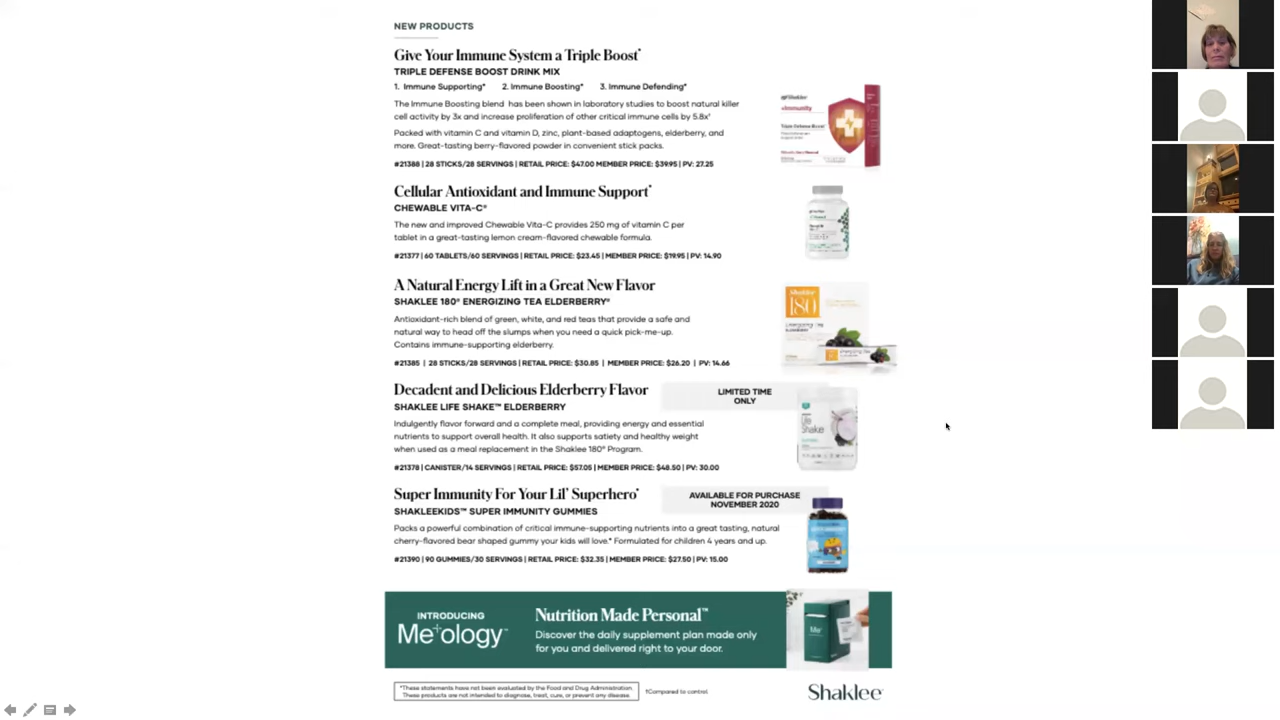 NEW PRODUCTS
Give Your Immune System a Triple Boost*
TRIPLE DEFENSE BOOST DRINK MIX
1. Immune Supporting* 2. Immune Boosting* 3. Immune Defending*
The Immune Boosting blend has been shown in laboratory studies to boost natural killer
cell activity by 3x and increase proliferation of other critical immune cells by 5.8x†
Packed with vitamin C and vitamin D, zinc, plant-based adaptogens, elderberry, and
more. Great-tasting berry-flavored powder in convenient stick packs.
#21388 | 28 STICKS/28 SERVINGS | RETAIL PRICE: $47.00 MEMBER PRICE: $39.95 | PV: 27.25
Shaklee
+Immunity
Triple Defense Boost
Cellular Antioxidant and Immune Support*
CHEWABLE VITA-C®
The new and improved Chewable Vita-C provides 250 mg of vitamin C per
tablet in a great-tasting lemon cream-flavored chewable formula.
#21377 | 60 TABLETS/60 SERVINGS | RETAIL PRICE: $23.45 | MEMBER PRICE: $19.95 | PV: 14.90
A Natural Energy Lift in a Great New Flavor
SHAKLEE 180® ENERGIZING TEA ELDERBERRY®
Antioxidant-rich blend of green, white, and red teas that provide a safe and
natural way to head off the slumps when you need a quick pick-me-up.
Contains immune-supporting elderberry.
#21385 | 28 STICKS/28 SERVINGS | RETAIL PRICE: $30.85 | MEMBER PRICE: $26.20 | PV: 14.66
Shaklee
180
Energizing Tea
Decadent and Delicious Elderberry Flavor
LIMITED TIME
ONLY
SHAKLEE LIFE SHAKE™ ELDERBERRY
Indulgently flavor forward and a complete meal, providing energy and essential
nutrients to support overall health. It also supports satiety and healthy weight
when used as a meal replacement in the Shaklee 180® Program.
#21378 | CANISTER/14 SERVINGS | RETAIL PRICE: $57.05 | MEMBER PRICE: $48.50 | PV: 30.00
Life
Shake
Super Immunity For Your Lil' Superhero*
AVAILABLE FOR PURCHASE
NOVEMBER 2020
SHAKLEEKIDS™ SUPER IMMUNITY GUMMIES
Packs a powerful combination of critical immune-supporting nutrients into a great tasting, natural
cherry-flavored bear shaped gummy your kids will love.* Formulated for children 4 years and up.
#21390 | 90 GUMMIES/30 SERVINGS | RETAIL PRICE: $32.35 | MEMBER PRICE: $27.50 | PV: 15.00
INTRODUCING
Me+ology™
Nutrition Made Personal™
Discover the daily supplement plan made only
for you and delivered right to your door.
Me+
*These statements have not been evaluated by the Food and Drug Administration.
These products are not intended to diagnose, treat, cure, or prevent any disease.
†Compared to control.
Shaklee®